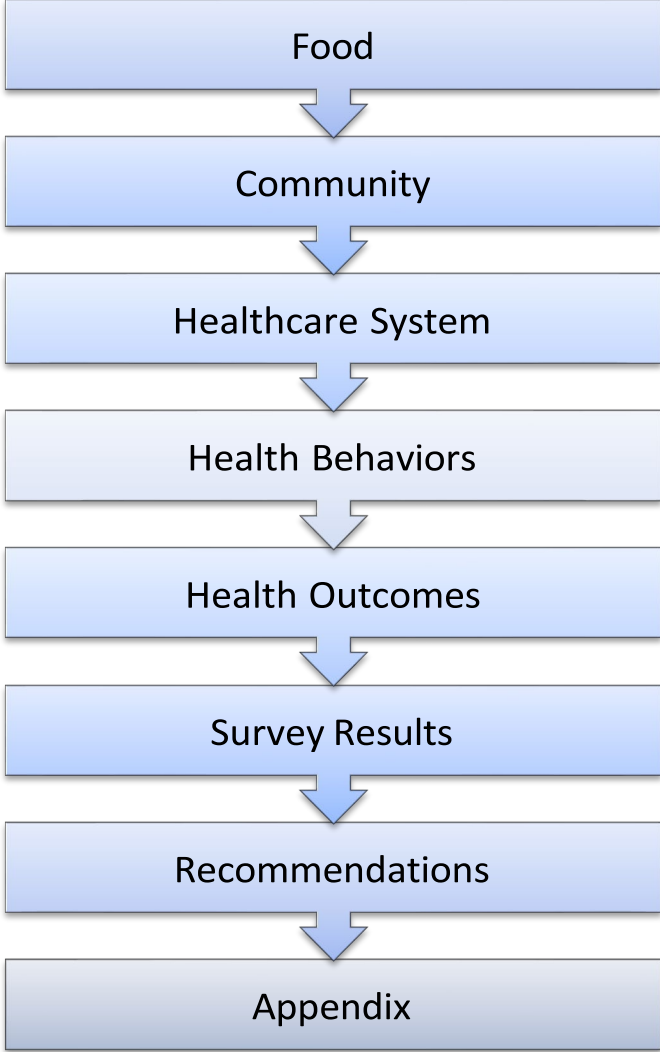 Food
Community
Healthcare System
Health Behaviors
Health Outcomes
Survey Results
Recommendations
Appendix